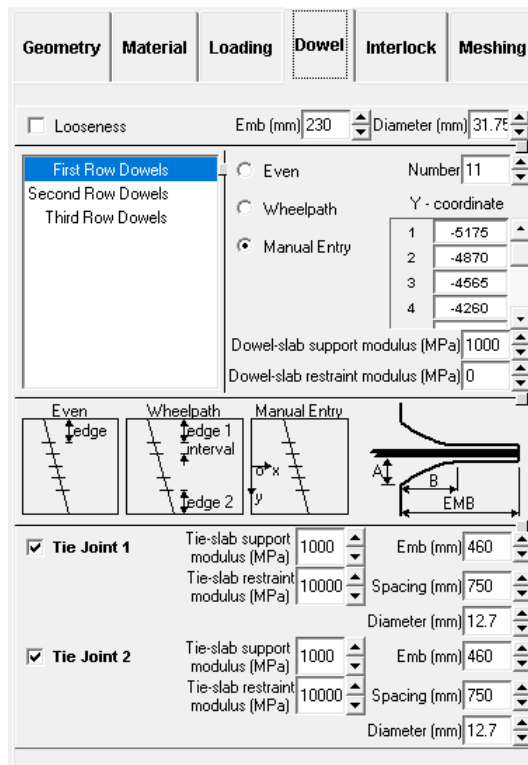 Geometry Material Loading Dowel Interlock Meshing
Looseness Emb (mm) 230 Diameter (mm) 31.75
First Row Dowels
Second Row Dowels
Third Row Dowels
Even
Wheelpath
Manual Entry
Number 11
Y - coordinate
1 -5175
2 -4870
3 -4565
4 -4260
Dowel-slab support modulus (MPa) 1000
Dowel-slab restraint modulus (MPa) 0
Even Wheelpath Manual Entry
edge edge 1
interval
edge 2
o x
y
A
B
EMB
Tie Joint 1
Tie-slab support
modulus (MPa) 1000
Tie-slab restraint
modulus (MPa) 10000
Emb (mm) 460
Spacing (mm) 750
Diameter (mm) 12.7
Tie Joint 2
Tie-slab support
modulus (MPa) 1000
Tie-slab restraint
modulus (MPa) 10000
Emb (mm) 460
Spacing (mm) 750
Diameter (mm) 12.7